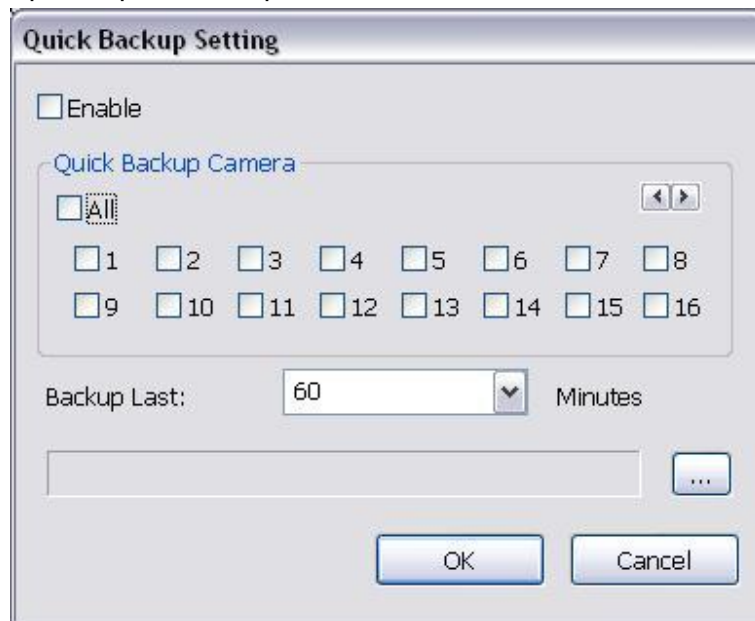 Quick Backup Setting
Enable
Quick Backup Camera
All
1 2 3 4 5 6 7 8
9 10 11 12 13 14 15 16
Backup Last: 60 Minutes
...
OK Cancel